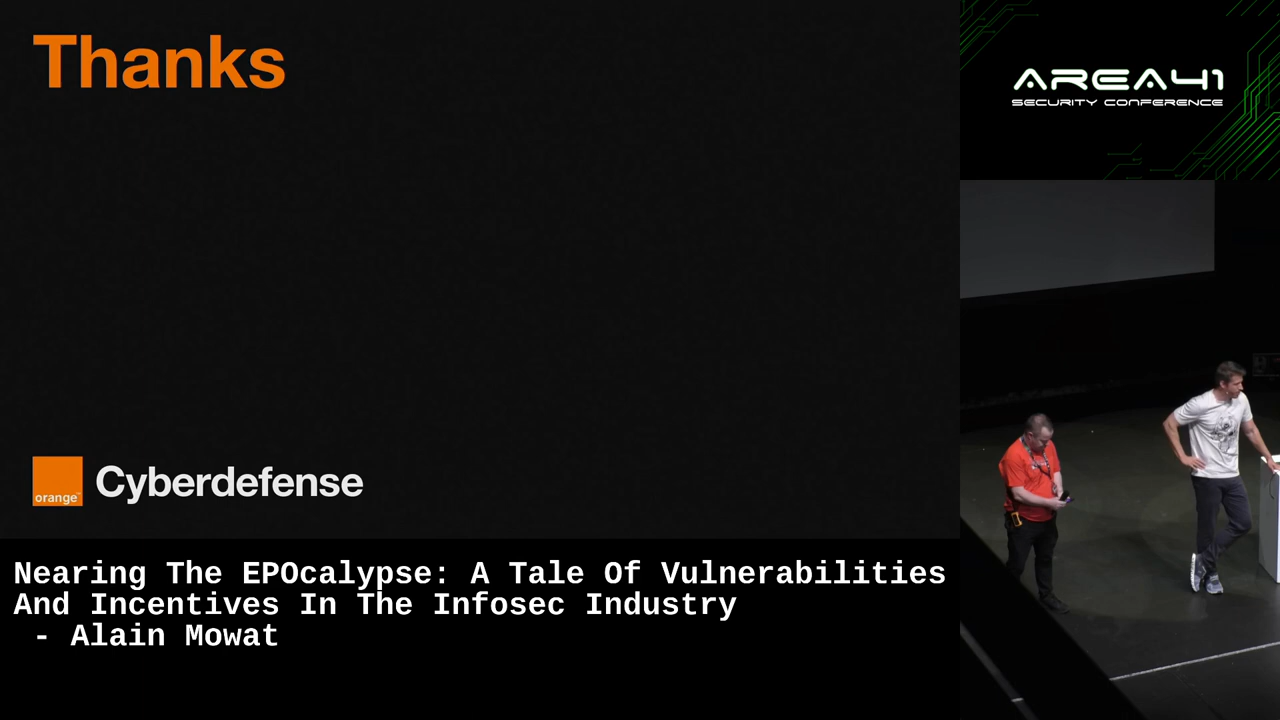 Thanks
orange™
Cyberdefense
AREA41
SECURITY CONFERENCE
Nearing The EPOcalypse: A Tale Of Vulnerabilities
And Incentives In The Infosec Industry
- Alain Mowat